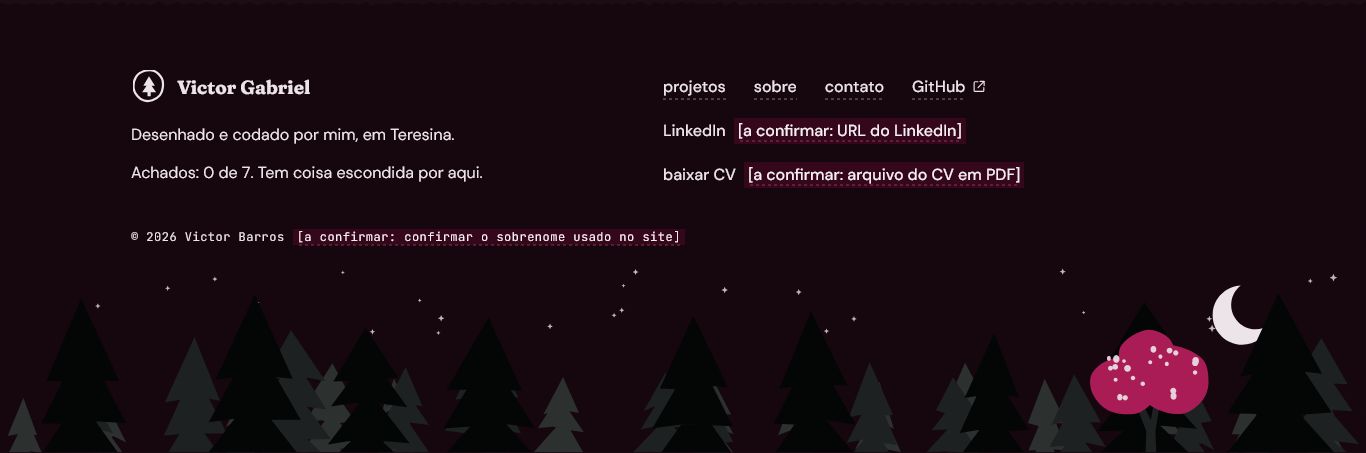 Victor Gabriel
Desenhado e codado por mim, em Teresina.
Achados: 0 de 7. Tem coisa escondida por aqui.
projetos sobre contato GitHub
LinkedIn [a confirmar: URL do LinkedIn]
baixar CV [a confirmar: arquivo do CV em PDF]
© 2026 Victor Barros [a confirmar: confirmar o sobrenome usado no site]